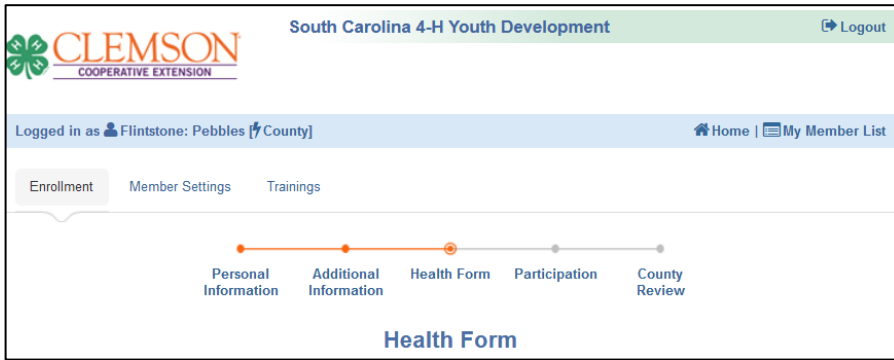 South Carolina 4-H Youth Development
Logout
H H H H
CLEMSON
COOPERATIVE EXTENSION
Logged in as Flintstone: Pebbles [County]
Home | My Member List
Enrollment Member Settings Trainings
Personal Information
Additional Information
Health Form
Participation
County Review
Health Form